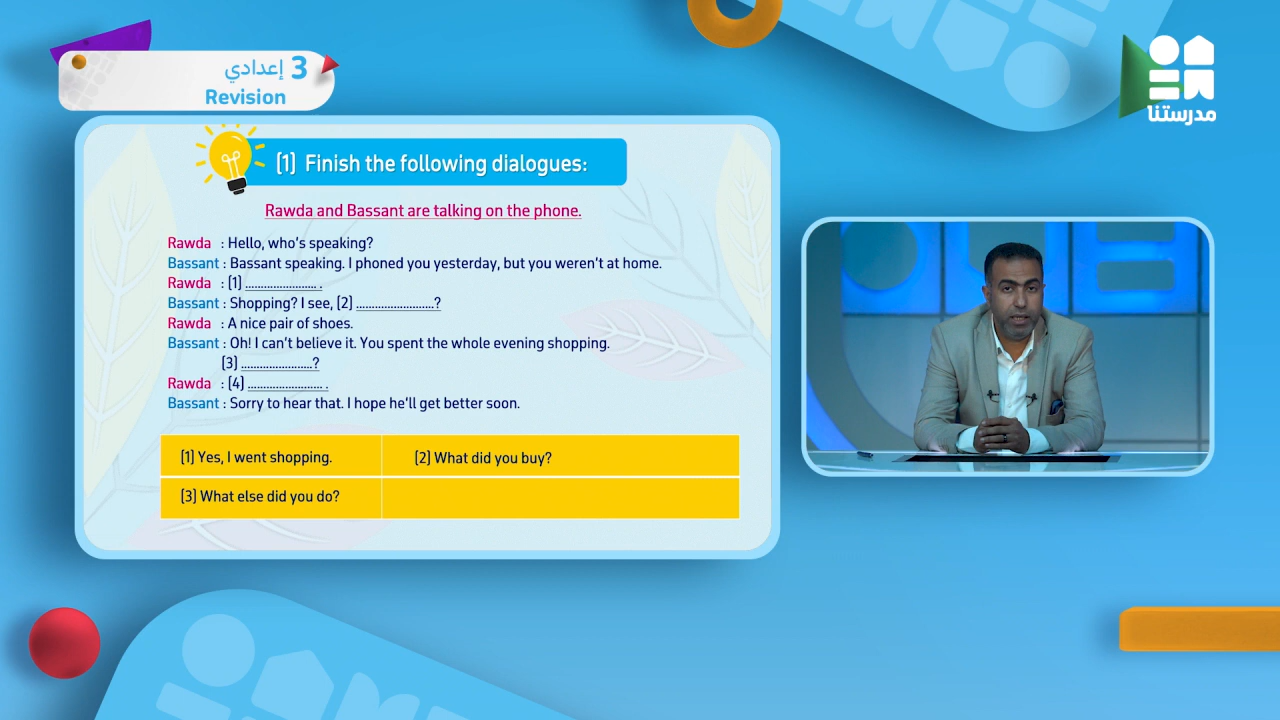 3 إعدادي
Revision
مدرستنا
(1) Finish the following dialogues:
Rawda and Bassant are talking on the phone.
Rawda : Hello, who's speaking?
Bassant : Bassant speaking. I phoned you yesterday, but you weren't at home.
Rawda : (1) ........................ .
Bassant : Shopping? I see, (2) ..........................?
Rawda : A nice pair of shoes.
Bassant : Oh! I can't believe it. You spent the whole evening shopping.
(3) ........................?
Rawda : (4) ......................... .
Bassant : Sorry to hear that. I hope he'll get better soon.
(1) Yes, I went shopping.
(2) What did you buy?
(3) What else did you do?